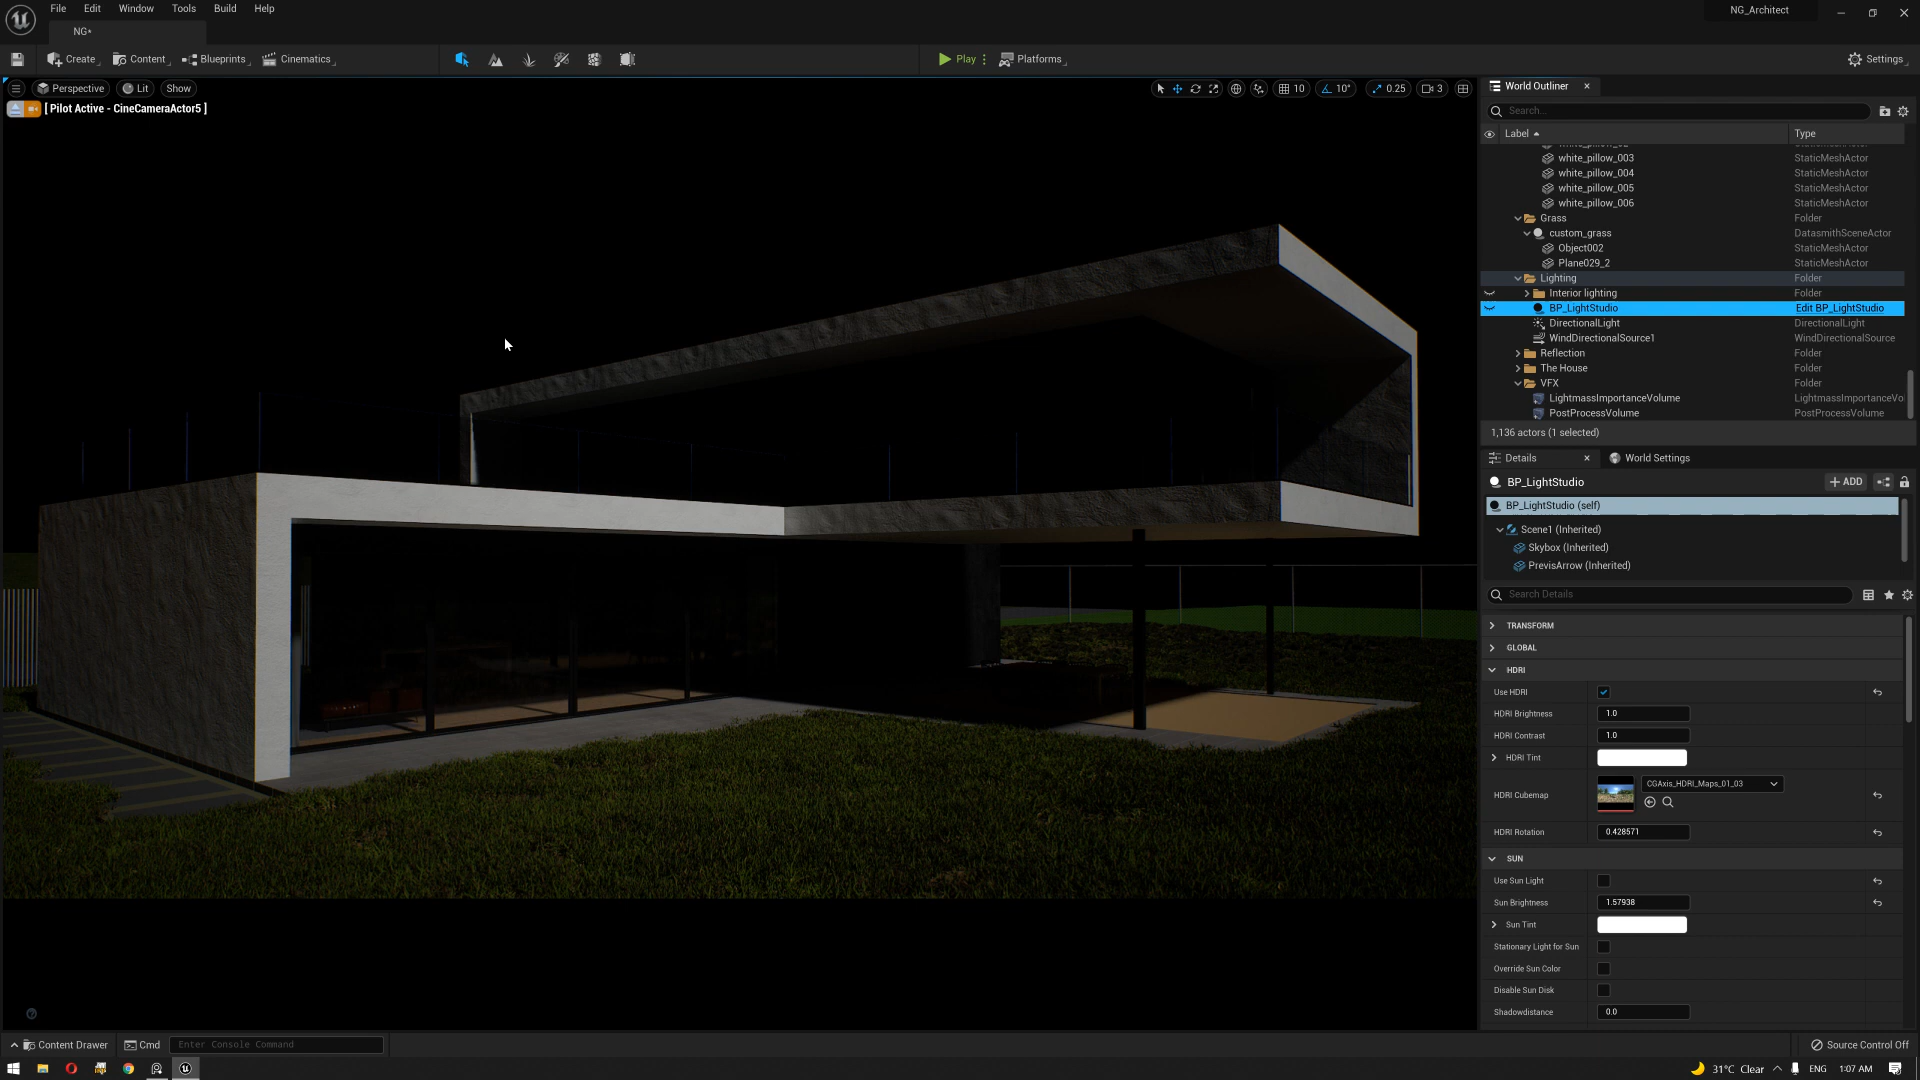 File Edit Window Tools Build Help
NG_Architect
NG*
Create Content Blueprints Cinematics Play Platforms Settings
Perspective Lit Show
10 10° 0.25 3
[ Pilot Active - CineCameraActor5 ]
World Outliner
Search...
Label Type
white_pillow_003 StaticMeshActor
white_pillow_004 StaticMeshActor
white_pillow_005 StaticMeshActor
white_pillow_006 StaticMeshActor
Grass Folder
custom_grass DatasmithSceneActor
Object002 StaticMeshActor
Plane029_2 StaticMeshActor
Lighting Folder
Interior lighting Folder
BP_LightStudio Edit BP_LightStudio
DirectionalLight DirectionalLight
WindDirectionalSource1 WindDirectionalSource
Reflection Folder
The House Folder
VFX Folder
LightmassImportanceVolume LightmassImportanceVo
PostProcessVolume PostProcessVolume
1,136 actors (1 selected)
Details World Settings
BP_LightStudio + ADD
BP_LightStudio (self)
Scene1 (Inherited)
Skybox (Inherited)
PrevisArrow (Inherited)
Search Details
TRANSFORM
GLOBAL
HDRI
Use HDRI
HDRI Brightness 1.0
HDRI Contrast 1.0
HDRI Tint
HDRI Cubemap CGAxis_HDRI_Maps_01_03
HDRI Rotation 0.428571
SUN
Use Sun Light
Sun Brightness 1.57938
Sun Tint
Stationary Light for Sun
Override Sun Color
Disable Sun Disk
Shadowdistance 0.0
Content Drawer Cmd Enter Console Command Source Control Off
31°C Clear ENG 1:07 AM